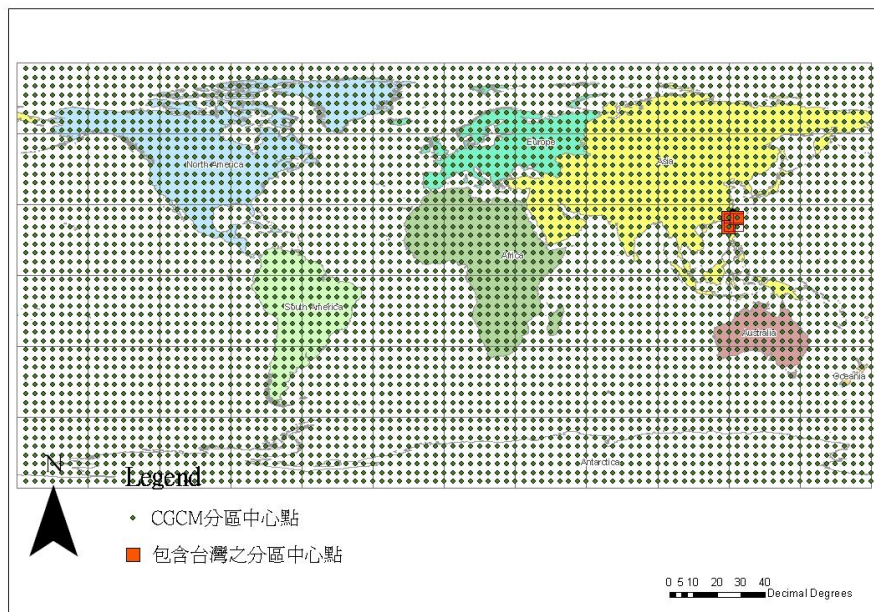 North America
Europe
Asia
Africa
South America
Australia
Oceania
Antarctica
N
Legend
CGCM分區中心點
包含台灣之分區中心點
0 5 10 20 30 40
Decimal Degrees